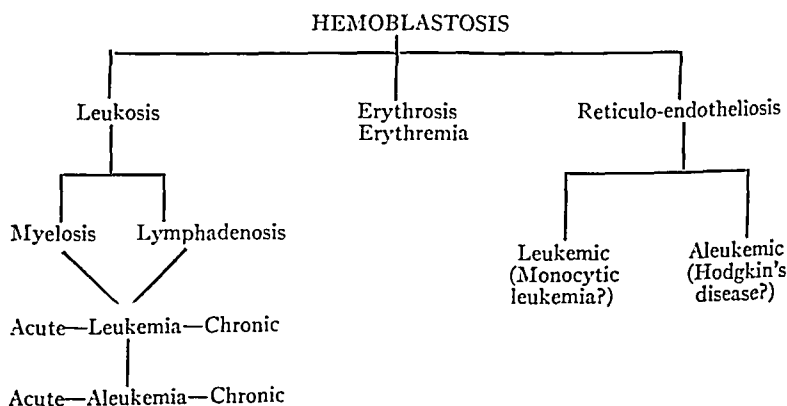 HEMOBLASTOSIS
Leukosis
Erythrosis
Erythremia
Reticulo-endotheliosis
Myelosis
Lymphadenosis
Leukemic
(Monocytic
leukemia?)
Aleukemic
(Hodgkin's
disease?)
Acute—Leukemia—Chronic
Acute—Aleukemia—Chronic